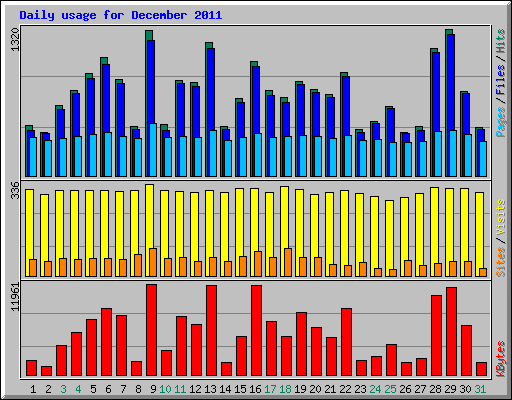 Daily usage for December 2011
1320
Pages / Files / Hits
336
Sites / Visits
11961
KBytes
1 2 3 4 5 6 7 8 9 10 11 12 13 14 15 16 17 18 19 20 21 22 23 24 25 26 27 28 29 30 31